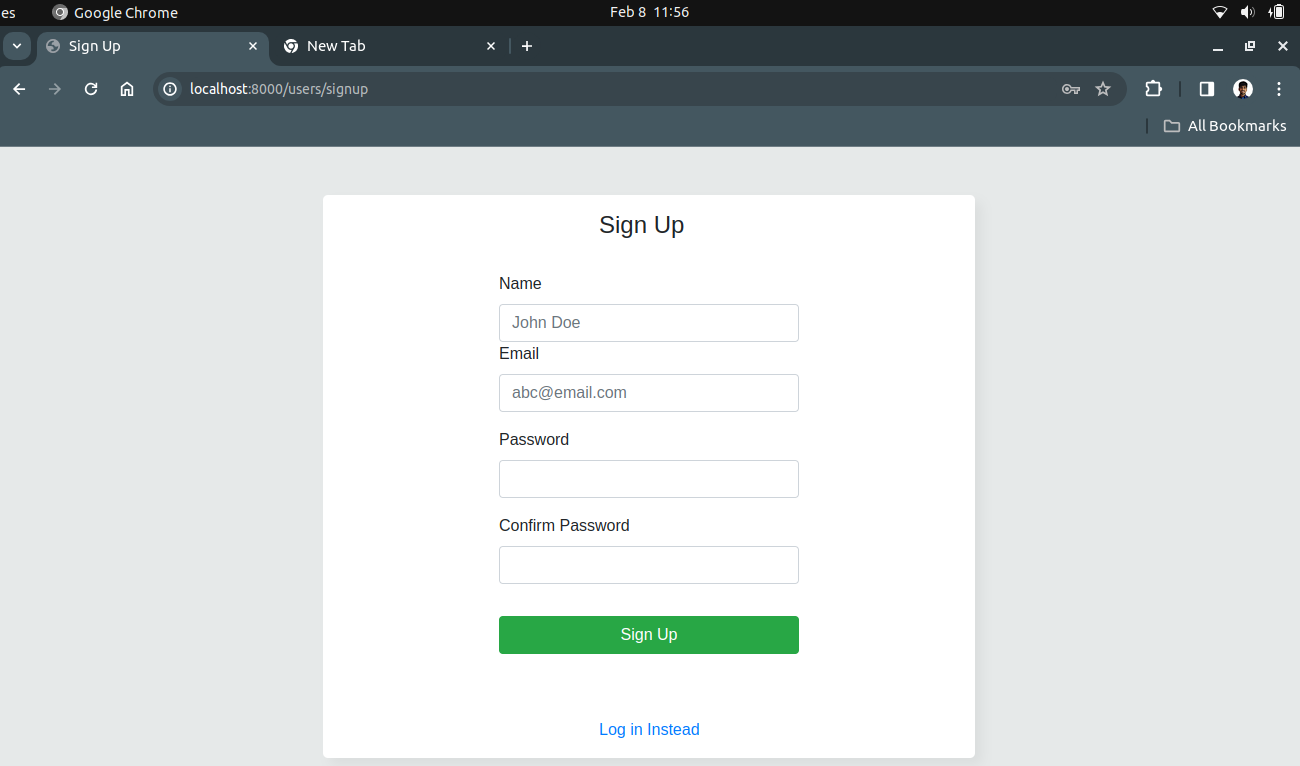 es Google Chrome Feb 8 11:56
Sign Up New Tab
localhost:8000/users/signup
All Bookmarks
Sign Up
Name
John Doe
Email
abc@email.com
Password
Confirm Password
Sign Up
Log in Instead